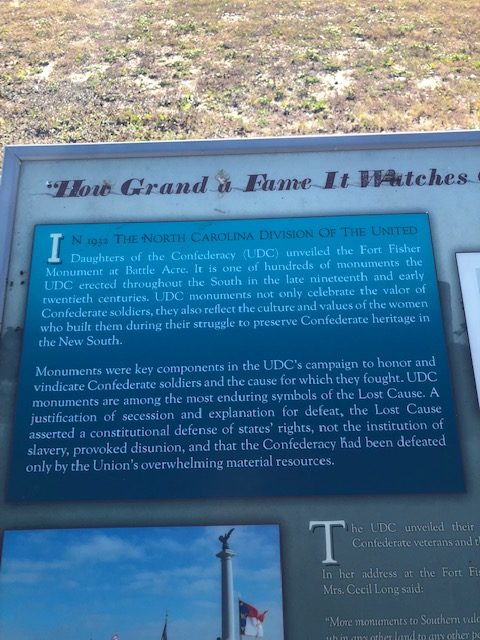 "How Grand a Fame It Watches
IN 1932 THE NORTH CAROLINA DIVISION OF THE UNITED
Daughters of the Confederacy (UDC) unveiled the Fort Fisher
Monument at Battle Acre. It is one of hundreds of monuments the
UDC erected throughout the South in the late nineteenth and early
twentieth centuries. UDC monuments not only celebrate the valor of
Confederate soldiers, they also reflect the culture and values of the women
who built them during their struggle to preserve Confederate heritage in
the New South.
Monuments were key components in the UDC's campaign to honor and
vindicate Confederate soldiers and the cause for which they fought. UDC
monuments are among the most enduring symbols of the Lost Cause. A
justification of secession and explanation for defeat, the Lost Cause
asserted a constitutional defense of states' rights, not the institution of
slavery, provoked disunion, and that the Confederacy had been defeated
only by the Union's overwhelming material resources.
The UDC unveiled their
Confederate veterans and
In her address at the Fort
Mrs. Cecil Long said:
"More monuments to Southern
up in any other land to any other